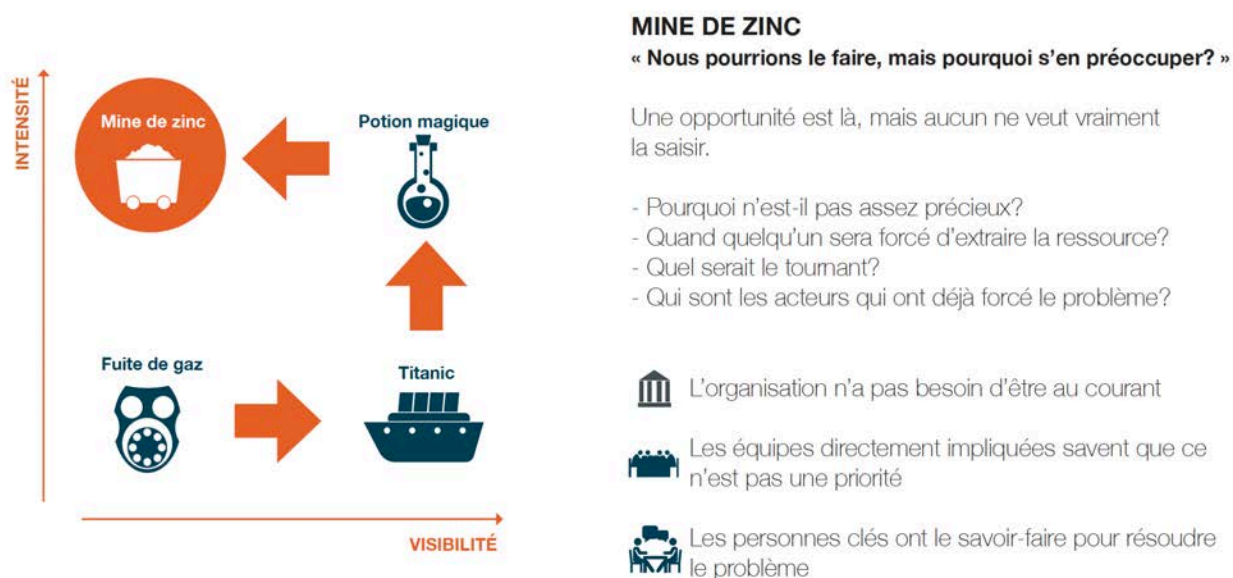 INTENSITÉ
Mine de zinc
Potion magique
Fuite de gaz
Titanic
VISIBILITÉ
MINE DE ZINC
« Nous pourrions le faire, mais pourquoi s'en préoccuper? »
Une opportunité est là, mais aucun ne veut vraiment
la saisir.
- Pourquoi n'est-il pas assez précieux?
- Quand quelqu'un sera forcé d'extraire la ressource?
- Quel serait le tournant?
- Qui sont les acteurs qui ont déjà forcé le problème?
L'organisation n'a pas besoin d'être au courant
Les équipes directement impliquées savent que ce
n'est pas une priorité
Les personnes clés ont le savoir-faire pour résoudre
le problème